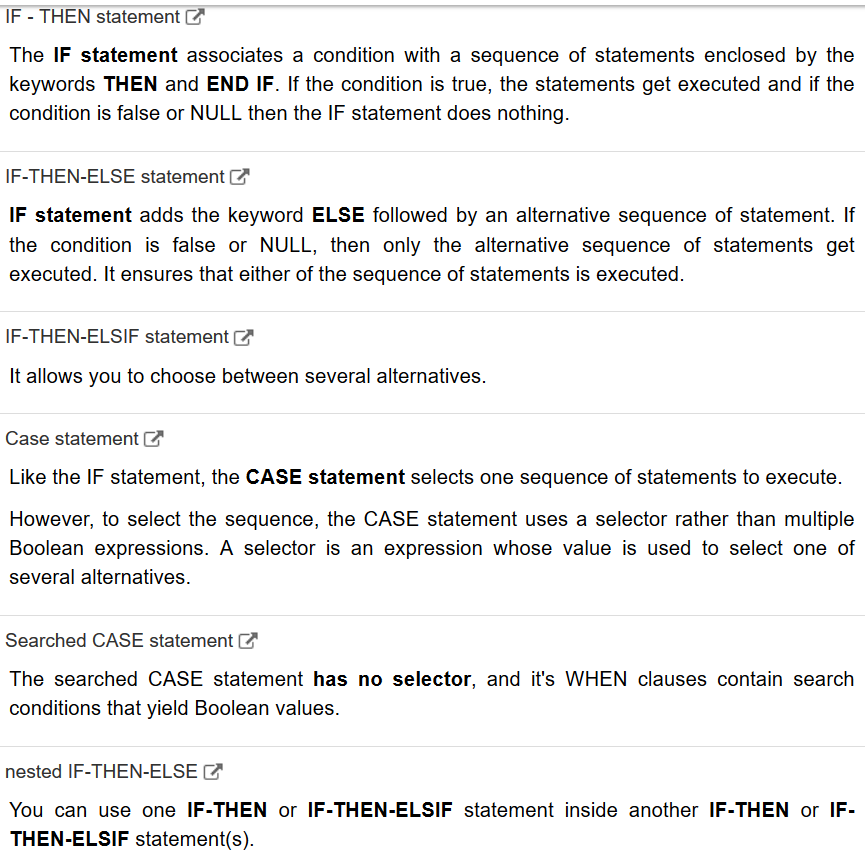 IF - THEN statement
The IF statement associates a condition with a sequence of statements enclosed by the
keywords THEN and END IF. If the condition is true, the statements get executed and if the
condition is false or NULL then the IF statement does nothing.
IF-THEN-ELSE statement
IF statement adds the keyword ELSE followed by an alternative sequence of statement. If
the condition is false or NULL, then only the alternative sequence of statements get
executed. It ensures that either of the sequence of statements is executed.
IF-THEN-ELSIF statement
It allows you to choose between several alternatives.
Case statement
Like the IF statement, the CASE statement selects one sequence of statements to execute.
However, to select the sequence, the CASE statement uses a selector rather than multiple
Boolean expressions. A selector is an expression whose value is used to select one of
several alternatives.
Searched CASE statement
The searched CASE statement has no selector, and it's WHEN clauses contain search
conditions that yield Boolean values.
nested IF-THEN-ELSE
You can use one IF-THEN or IF-THEN-ELSIF statement inside another IF-THEN or IF-
THEN-ELSIF statement(s).